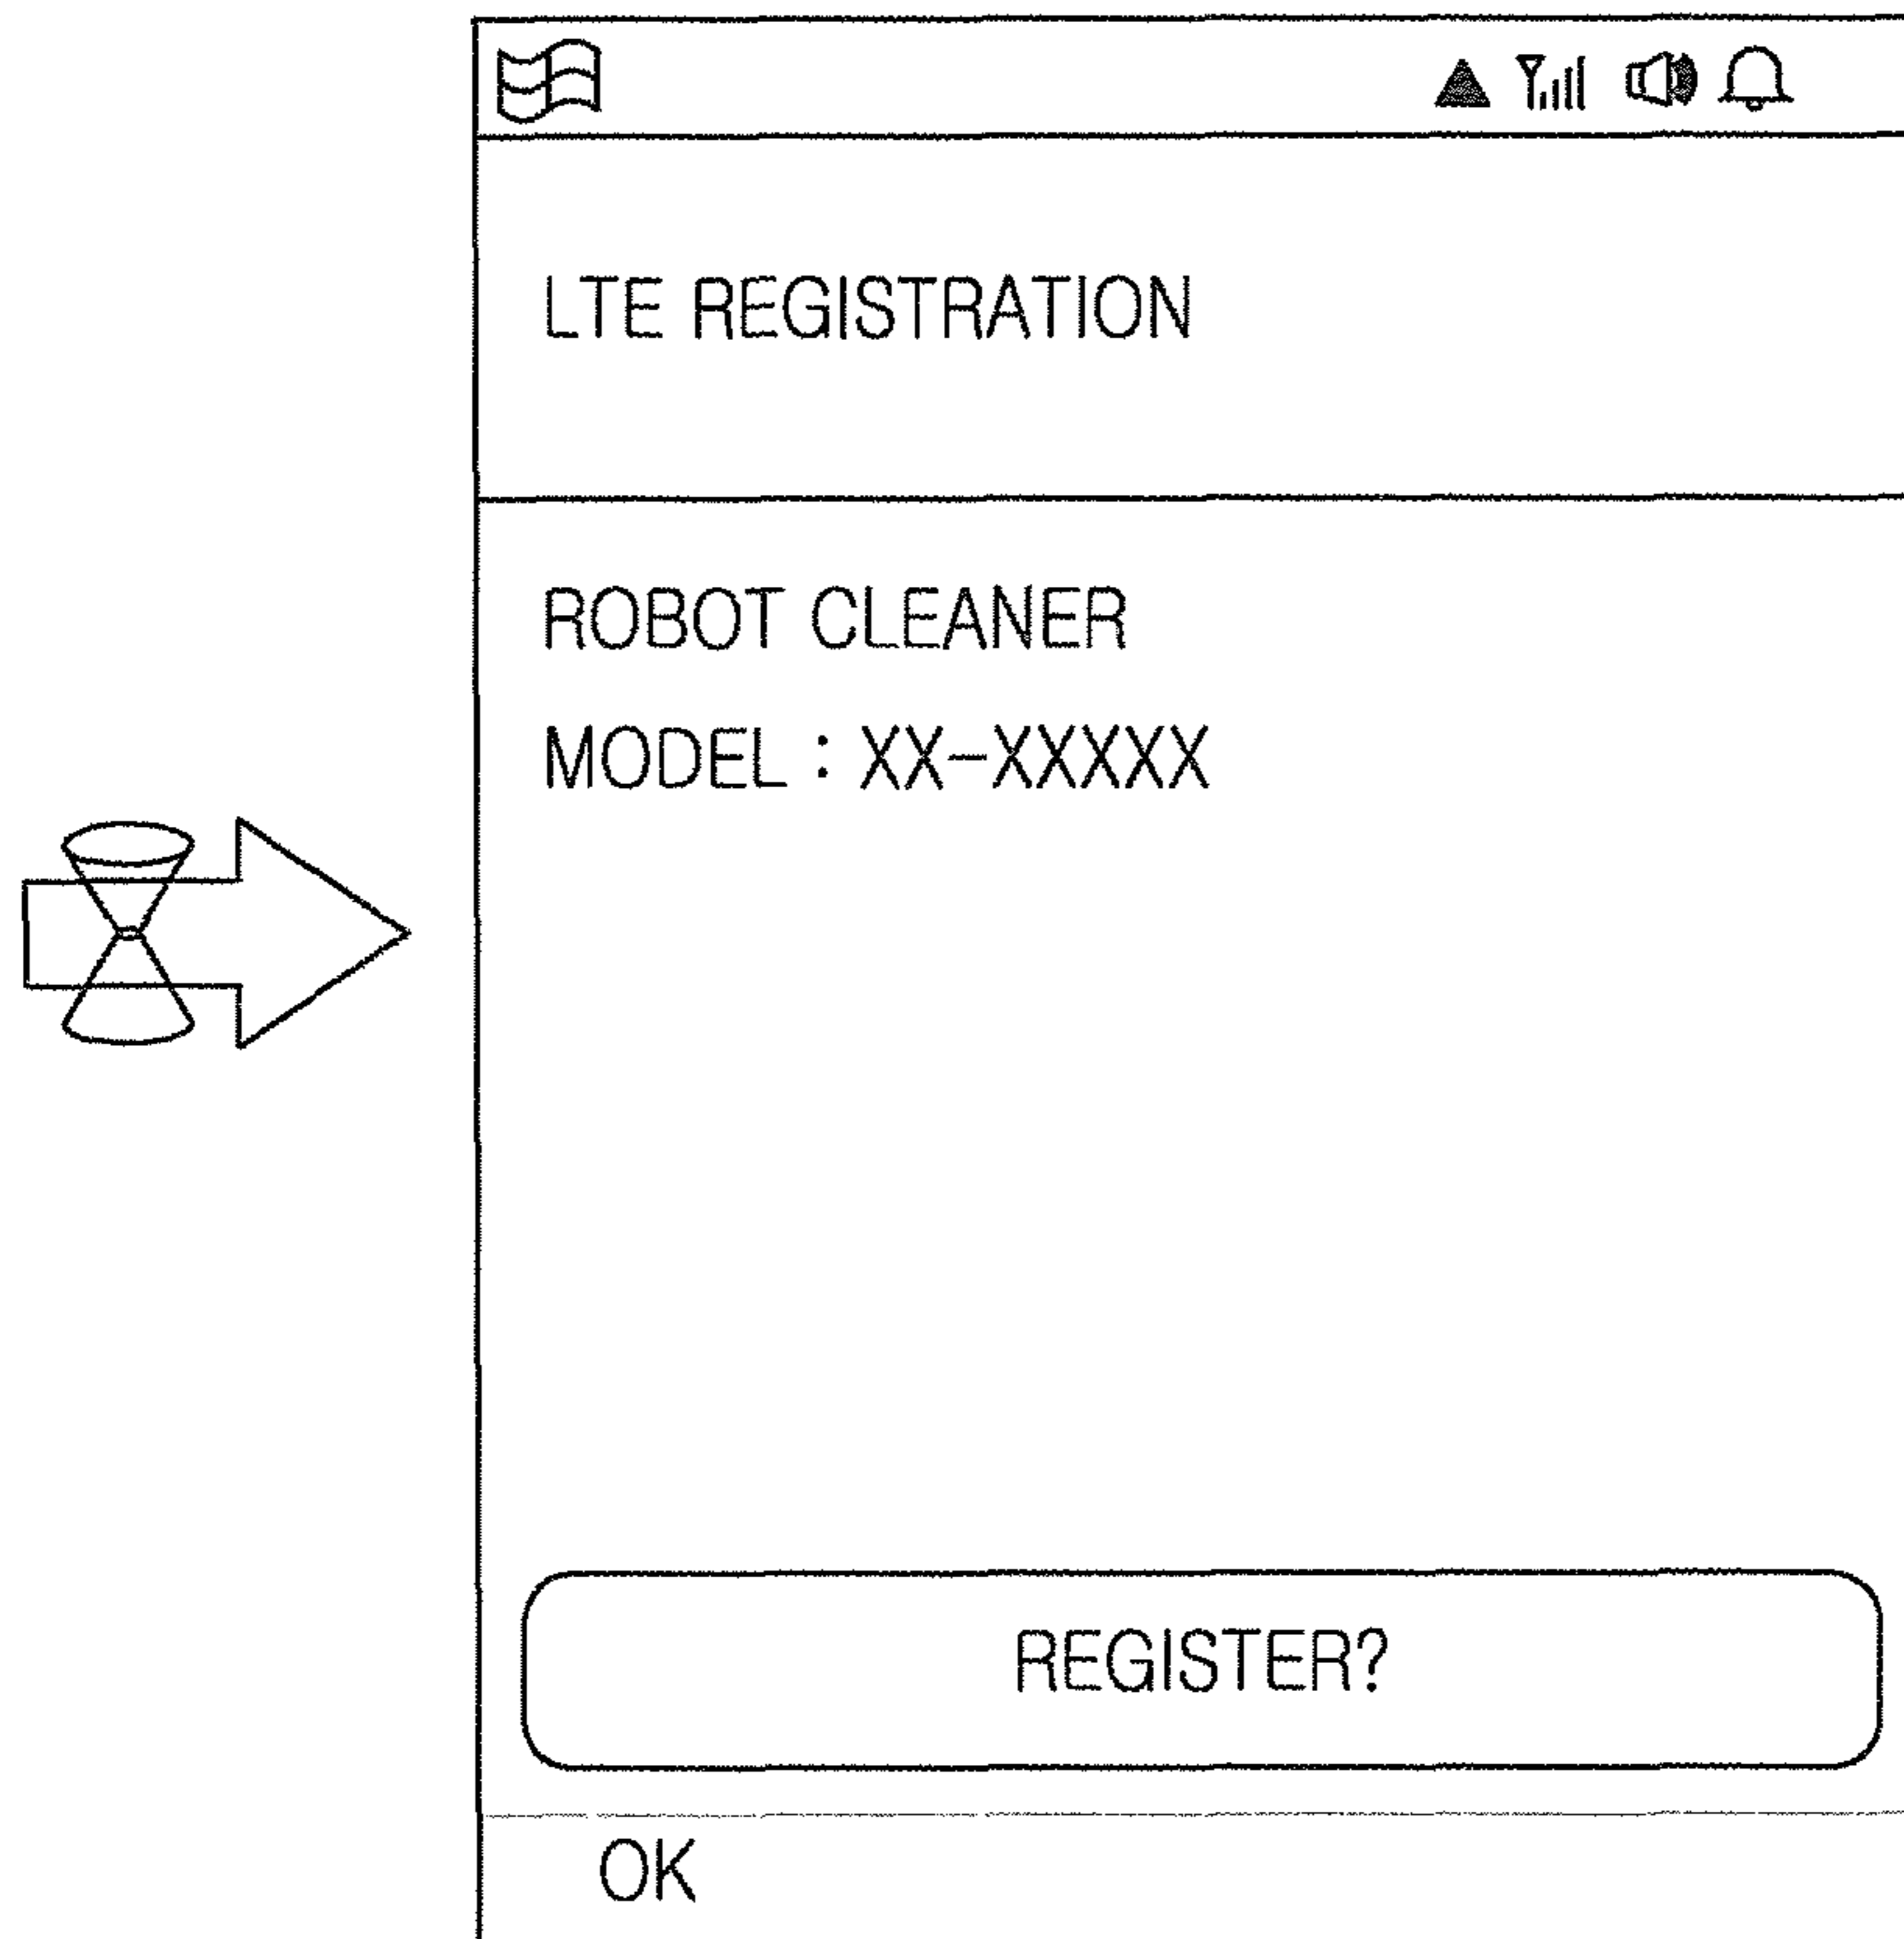 LTE REGISTRATION
ROBOT CLEANER
MODEL : XX-XXXXX
REGISTER?
OK